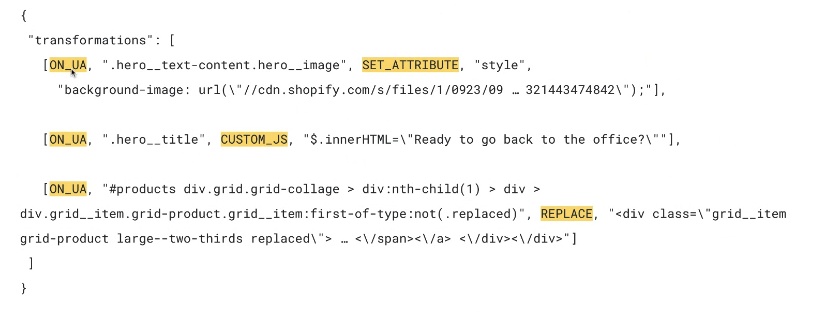 {
"transformations": [
[ON_UA, ".hero__text-content.hero__image", SET_ATTRIBUTE, "style",
"background-image: url(\"//cdn.shopify.com/s/files/1/0923/09 … 321443474842\");"],
[ON_UA, ".hero__title", CUSTOM_JS, "$.innerHTML=\"Ready to go back to the office?\""],
[ON_UA, "#products div.grid.grid-collage > div:nth-child(1) > div >
div.grid__item.grid-product.grid__item:first-of-type:not(.replaced)", REPLACE, "<div class=\"grid__item
grid-product large--two-thirds replaced\"> … <\/span><\/a> <\/div><\/div>"]
]
}